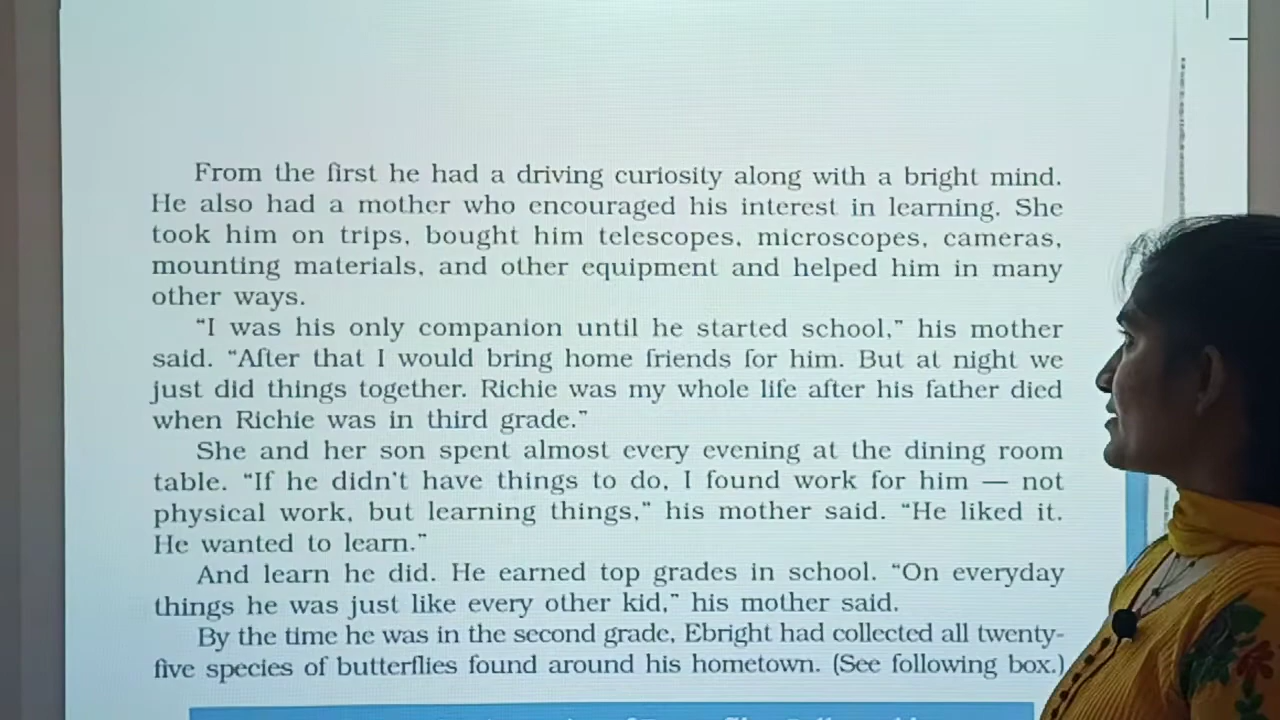 From the first he had a driving curiosity along with a bright mind.
He also had a mother who encouraged his interest in learning. She
took him on trips, bought him telescopes, microscopes, cameras,
mounting materials, and other equipment and helped him in many
other ways.
“I was his only companion until he started school,” his mother
said. “After that I would bring home friends for him. But at night we
just did things together. Richie was my whole life after his father died
when Richie was in third grade.”
She and her son spent almost every evening at the dining room
table. “If he didn't have things to do, I found work for him — not
physical work, but learning things,” his mother said. “He liked it.
He wanted to learn.”
And learn he did. He earned top grades in school. “On everyday
things he was just like every other kid,” his mother said.
By the time he was in the second grade, Ebright had collected all twenty-
five species of butterflies found around his hometown. (See following box.)